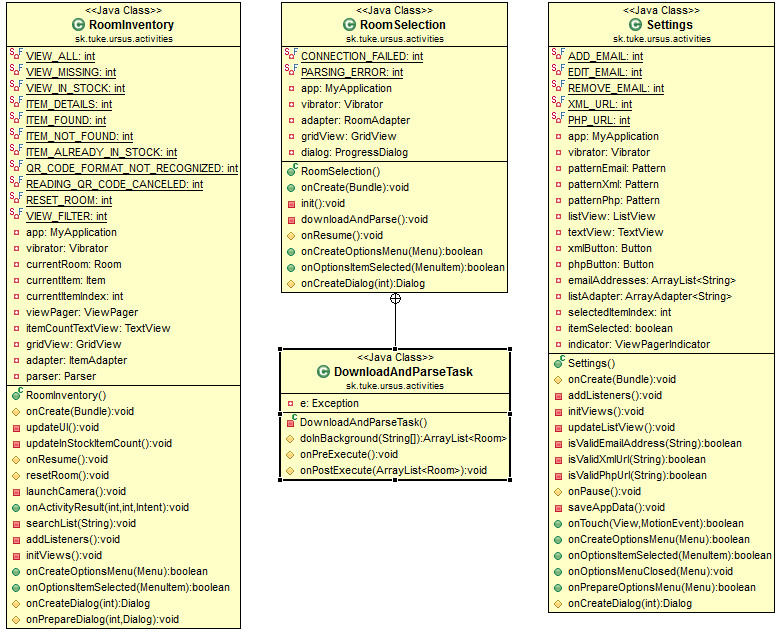 <<Java Class>>
RoomInventory
sk.tuke.ursus.activities
VIEW_ALL: int
VIEW_MISSING: int
VIEW_IN_STOCK: int
ITEM_DETAILS: int
ITEM_FOUND: int
ITEM_NOT_FOUND: int
ITEM_ALREADY_IN_STOCK: int
QR_CODE_FORMAT_NOT_RECOGNIZED: int
READING_QR_CODE_CANCELED: int
RESET_ROOM: int
VIEW_FILTER: int
app: MyApplication
vibrator: Vibrator
currentRoom: Room
currentItem: Item
currentItemIndex: int
viewPager: ViewPager
itemCountTextView: TextView
gridView: GridView
adapter: ItemAdapter
parser: Parser
RoomInventory()
onCreate(Bundle):void
updateUI():void
updateInStockItemCount():void
onResume():void
resetRoom():void
launchCamera():void
onActivityResult(int,int,Intent):void
searchList(String):void
addListeners():void
initViews():void
onCreateOptionsMenu(Menu):boolean
onOptionsItemSelected(MenuItem):boolean
onCreateDialog(int):Dialog
onPrepareDialog(int,Dialog):void
<<Java Class>>
RoomSelection
sk.tuke.ursus.activities
CONNECTION_FAILED: int
PARSING_ERROR: int
app: MyApplication
vibrator: Vibrator
adapter: RoomAdapter
gridView: GridView
dialog: ProgressDialog
RoomSelection()
onCreate(Bundle):void
init():void
downloadAndParse():void
onResume():void
onCreateOptionsMenu(Menu):boolean
onOptionsItemSelected(MenuItem):boolean
onCreateDialog(int):Dialog
<<Java Class>>
DownloadAndParseTask
sk.tuke.ursus.activities
e: Exception
DownloadAndParseTask()
doInBackground(String[]):ArrayList<Room>
onPreExecute():void
onPostExecute(ArrayList<Room>):void
<<Java Class>>
Settings
sk.tuke.ursus.activities
ADD_EMAIL: int
EDIT_EMAIL: int
REMOVE_EMAIL: int
XML_URL: int
PHP_URL: int
app: MyApplication
vibrator: Vibrator
patternEmail: Pattern
patternXml: Pattern
patternPhp: Pattern
listView: ListView
textView: TextView
xmlButton: Button
phpButton: Button
emailAddresses: ArrayList<String>
listAdapter: ArrayAdapter<String>
selectedItemIndex: int
itemSelected: boolean
indicator: ViewPagerIndicator
Settings()
onCreate(Bundle):void
addListeners():void
initViews():void
updateListView():void
isValidEmailAddress(String):boolean
isValidXmlUrl(String):boolean
isValidPhpUrl(String):boolean
onPause():void
saveAppData():void
onTouch(View,MotionEvent):boolean
onCreateOptionsMenu(Menu):boolean
onOptionsItemSelected(MenuItem):boolean
onOptionsMenuClosed(Menu):void
onPrepareOptionsMenu(Menu):boolean
onCreateDialog(int):Dialog